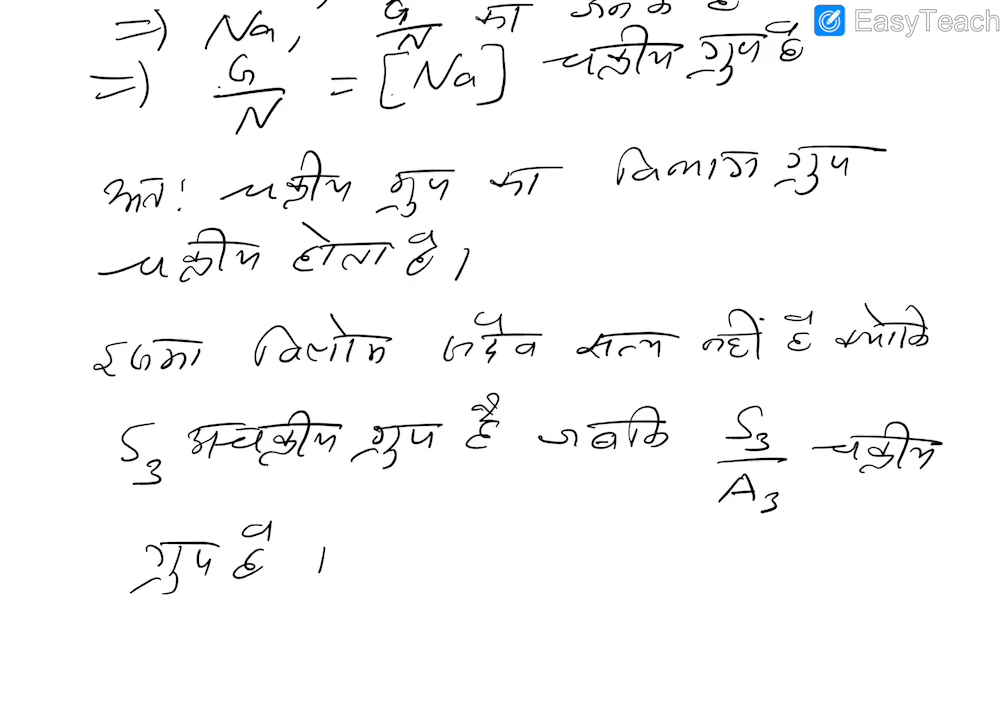 EasyTeach
=) Na, G/N का जनक है
=) G/N = [Na] चक्रीय ग्रुप है
अतः चक्रीय ग्रुप का विभाग ग्रुप
चक्रीय होता है।
इसका विलोम सदैव सत्य नहीं है क्योंकि
S₃ अचक्रीय ग्रुप है जबकि S₃/A₃ चक्रीय
ग्रुप है ।